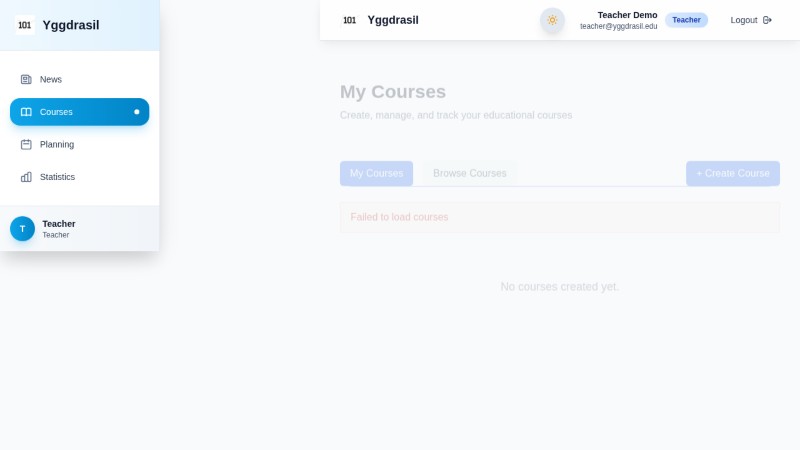 101 Yggdrasil
News
Courses
Planning
Statistics
T
Teacher
Teacher
101 Yggdrasil
Teacher Demo
teacher@yggdrasil.edu
Teacher
Logout
My Courses
Create, manage, and track your educational courses
My Courses
Browse Courses
+ Create Course
Failed to load courses
No courses created yet.